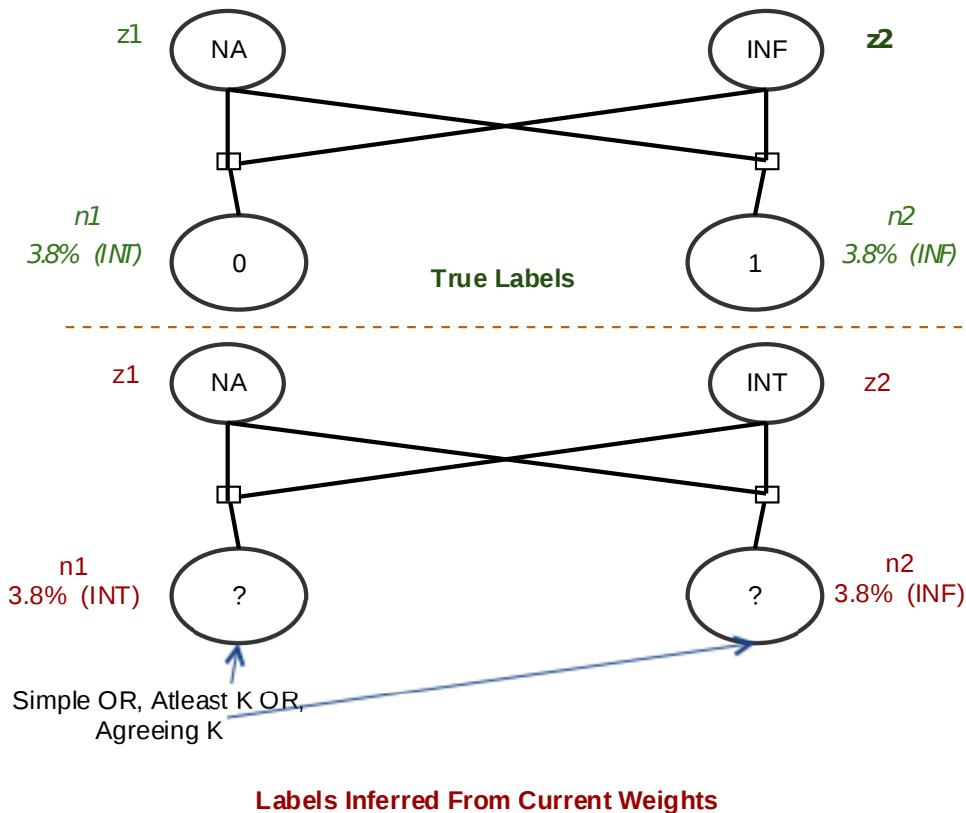 z1
NA
INF
z2
n1
3.8% (INT)
0
1
n2
3.8% (INF)
True Labels
z1
NA
INT
z2
n1
3.8% (INT)
?
?
n2
3.8% (INF)
Simple OR, Atleast K OR,
Agreeing K
Labels Inferred From Current Weights